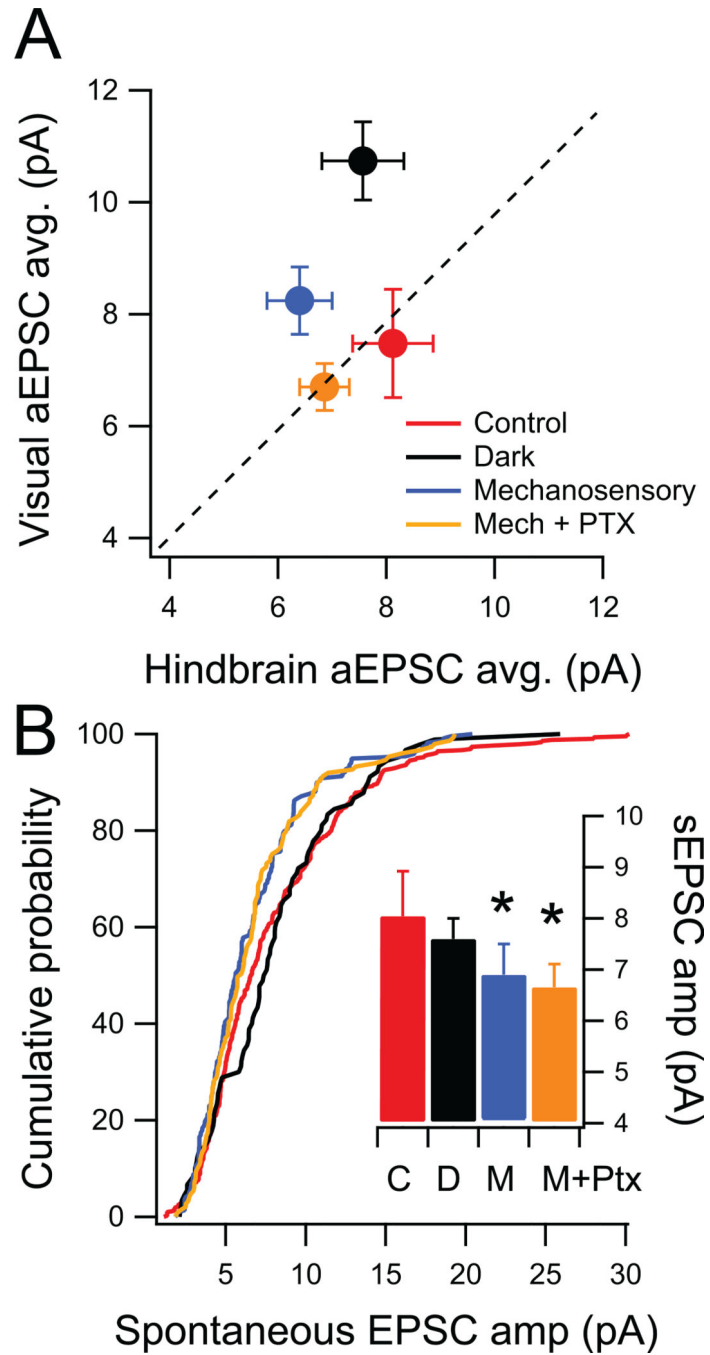 A
Visual aEPSC avg. (pA)
12
10
8
6
4
Control
Dark
Mechanosensory
Mech + PTX
4 6 8 10 12
Hindbrain aEPSC avg. (pA)
B
Cumulative probability
100
80
60
40
20
0
* *
10
9
8
7
6
5
4
sEPSC amp (pA)
C D M M+Ptx
5 10 15 20 25 30
Spontaneous EPSC amp (pA)